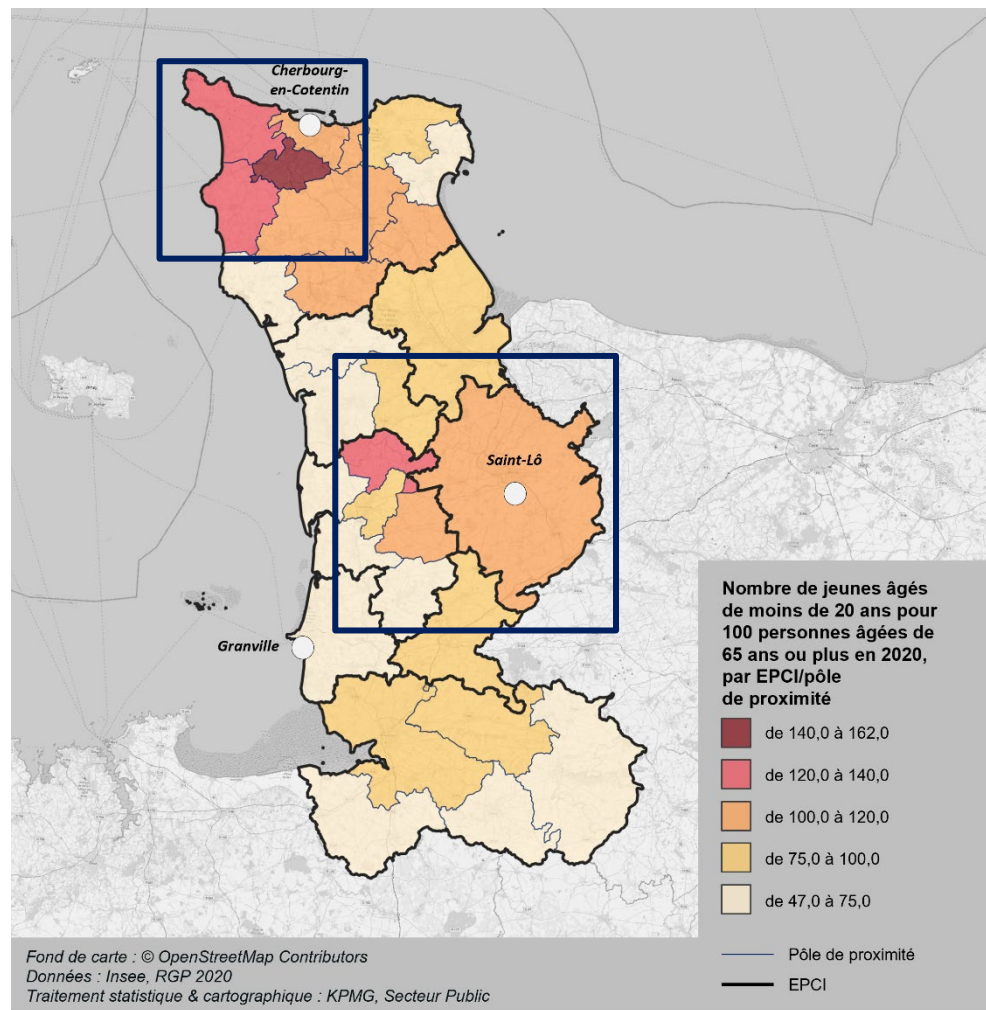 Cherbourg-
en-Cotentin
Saint-Lô
Granville
Nombre de jeunes âgés
de moins de 20 ans pour
100 personnes âgées de
65 ans ou plus en 2020,
par EPCI/pôle
de proximité
de 140,0 à 162,0
de 120,0 à 140,0
de 100,0 à 120,0
de 75,0 à 100,0
de 47,0 à 75,0
Pôle de proximité
EPCI
Fond de carte : © OpenStreetMap Contributors
Données : Insee, RGP 2020
Traitement statistique & cartographique : KPMG, Secteur Public